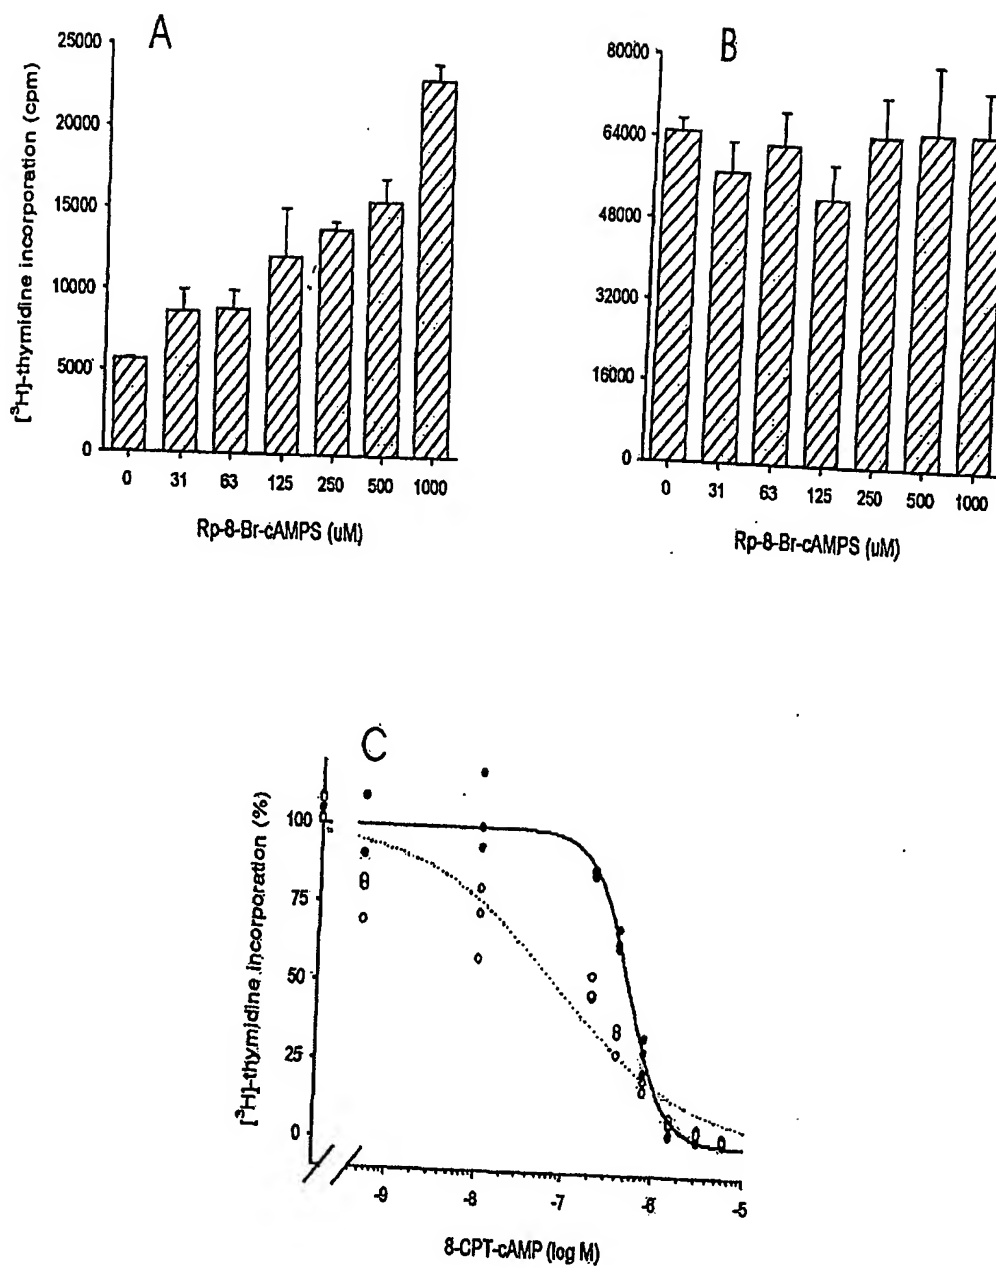 A
[³H]-thymidine incorporation (cpm)
25000
20000
15000
10000
5000
0
0 31 63 125 250 500 1000
Rp-8-Br-cAMPS (uM)
B
80000
64000
48000
32000
16000
0
0 31 63 125 250 500 1000
Rp-8-Br-cAMPS (uM)
C
[³H]-thymidine incorporation (%)
100
75
50
25
0
-9 -8 -7 -6 -5
8-CPT-cAMP (log M)